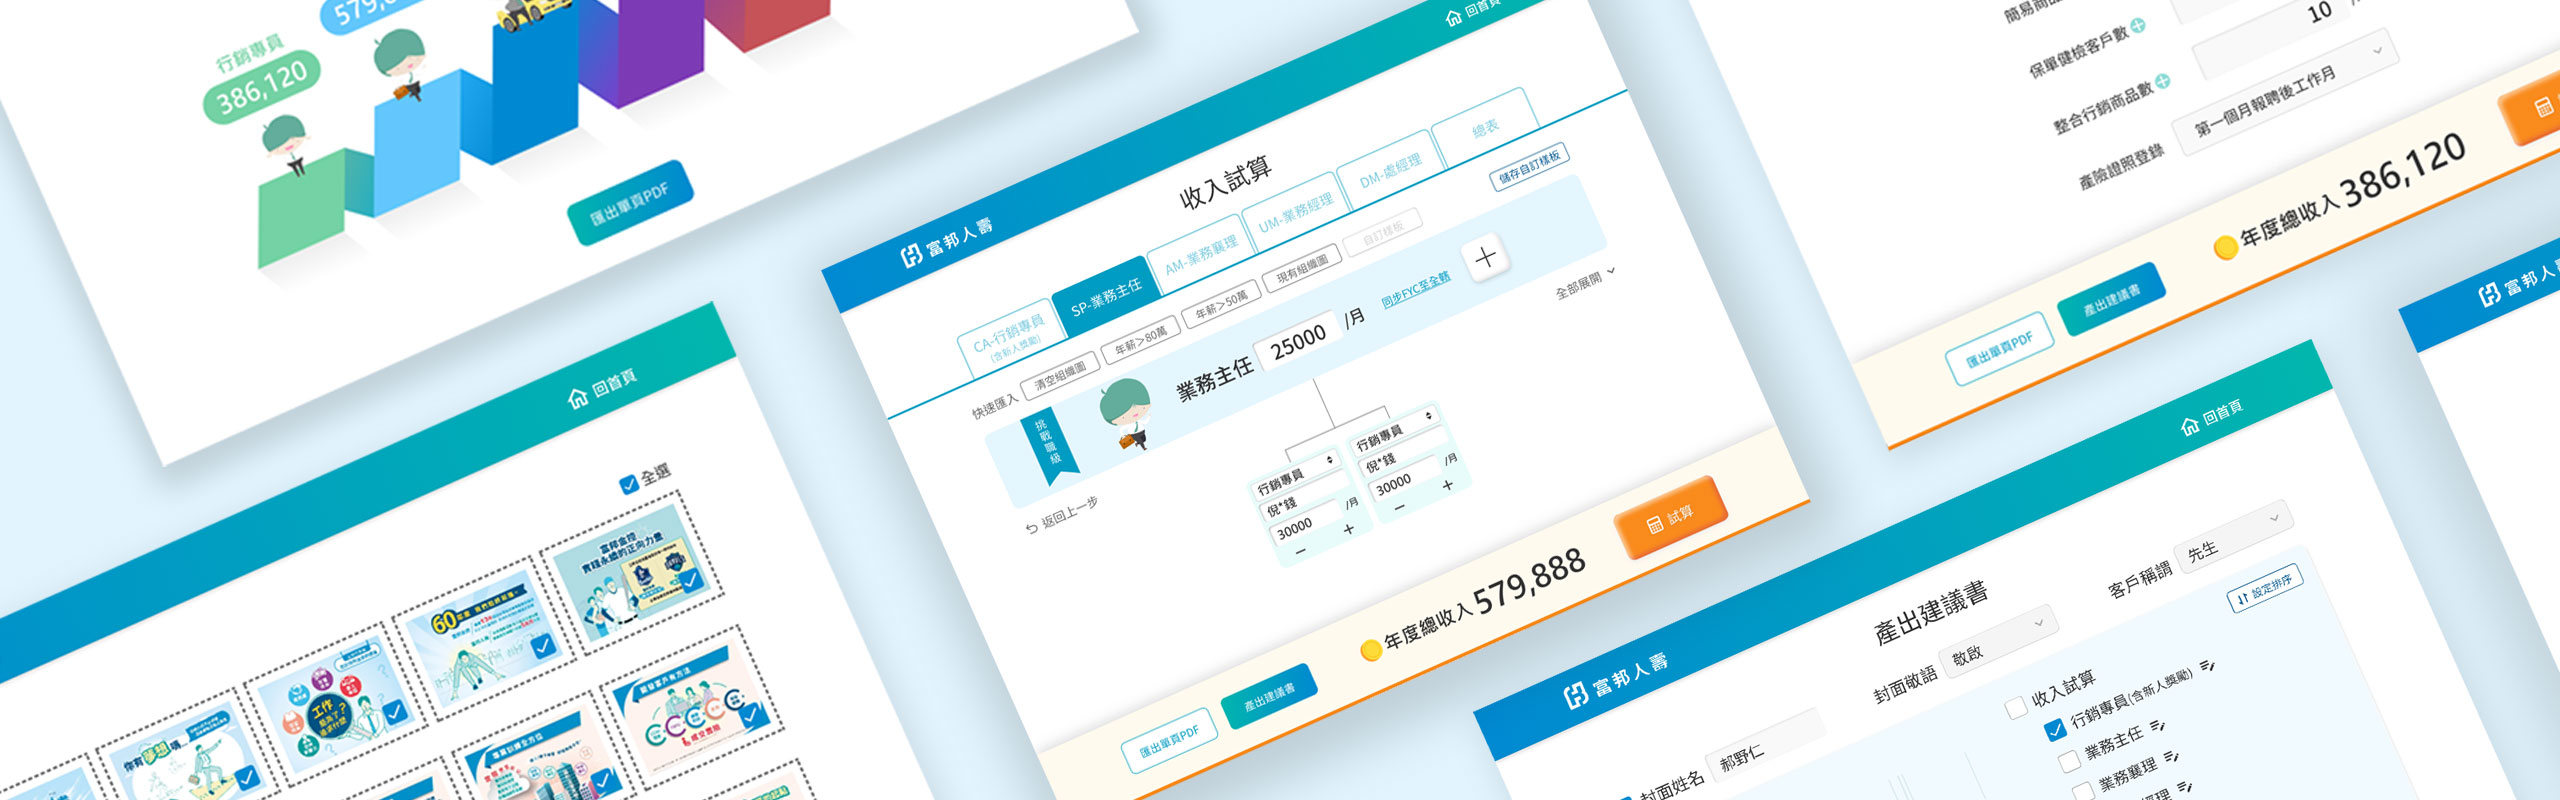 行銷專員
386,120
匯出單頁PDF
回首頁
全選
富邦金控
實踐永續的正向力量
60
工作
你有夢想嗎
富邦人壽
回首頁
收入試算
CA-行銷專員
(含新人獎勵)
SP-業務主任
AM-業務襄理
UM-業務經理
DM-處經理
總表
快速匯入
清空組織圖
年薪>80萬
年薪>50萬
現有組織圖
自訂樣板
儲存自訂樣板
挑戰職級
業務主任
25000
/月
同步FYC至全轄
全部展開
返回上一步
行銷專員
倪*錢
30000
/月
行銷專員
倪*錢
30000
/月
年度總收入 579,888
試算
匯出單頁PDF
產出建議書
保單健檢客戶數
10
整合行銷商品數
第一個月報聘後工作月
產險證照登錄
年度總收入 386,120
匯出單頁PDF
產出建議書
富邦人壽
回首頁
產出建議書
封面姓名
郝野仁
封面敬語
敬啟
客戶稱謂
先生
設定排序
收入試算
行銷專員(含新人獎勵)
業務主任
業務襄理
富邦人